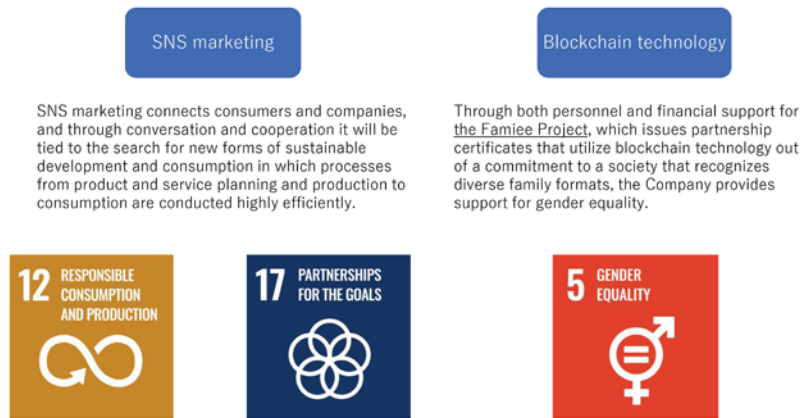 SNS marketing
SNS marketing connects consumers and companies,
and through conversation and cooperation it will be
tied to the search for new forms of sustainable
development and consumption in which processes
from product and service planning and production to
consumption are conducted highly efficiently.
12 RESPONSIBLE
CONSUMPTION
AND PRODUCTION
17 PARTNERSHIPS
FOR THE GOALS
Blockchain technology
Through both personnel and financial support for
the Famiee Project, which issues partnership
certificates that utilize blockchain technology out
of a commitment to a society that recognizes
diverse family formats, the Company provides
support for gender equality.
5 GENDER
EQUALITY